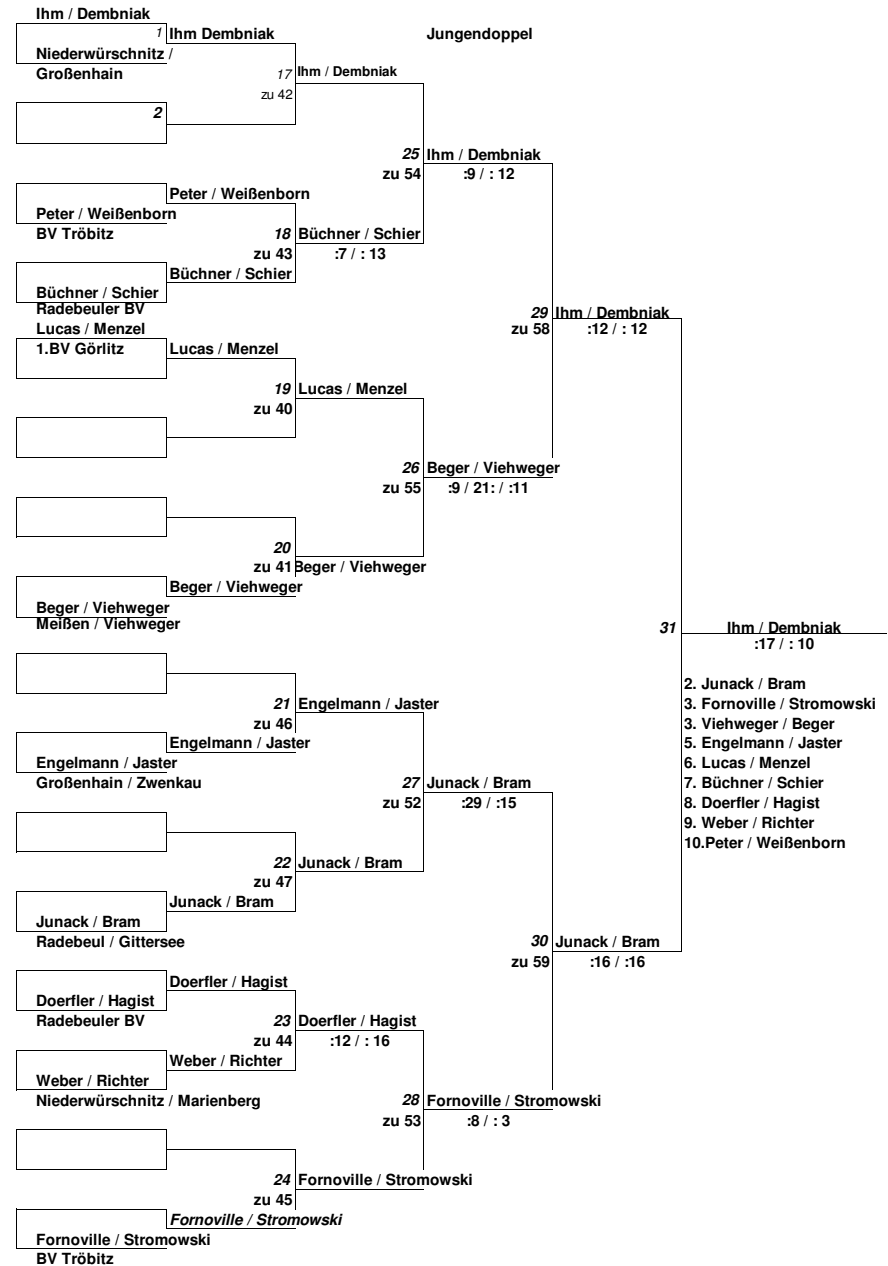 Ihm / Dembniak
1 Ihm Dembniak
Jungendoppel
Niederwürschnitz /
Großenhain
17 Ihm / Dembniak
zu 42
2
25 Ihm / Dembniak
zu 54 :9 / : 12
Peter / Weißenborn
Peter / Weißenborn
BV Tröbitz
18 Büchner / Schier
zu 43 :7 / : 13
Büchner / Schier
Büchner / Schier
Radebeuler BV
29 Ihm / Dembniak
zu 58 :12 / : 12
Lucas / Menzel
1.BV Görlitz
Lucas / Menzel
19 Lucas / Menzel
zu 40
26 Beger / Viehweger
zu 55 :9 / 21: / :11
20
zu 41 Beger / Viehweger
Beger / Viehweger
Beger / Viehweger
Meißen / Viehweger
31 Ihm / Dembniak
:17 / : 10
2. Junack / Bram
3. Fornoville / Stromowski
3. Viehweger / Beger
5. Engelmann / Jaster
6. Lucas / Menzel
7. Büchner / Schier
8. Doerfler / Hagist
9. Weber / Richter
10.Peter / Weißenborn
21 Engelmann / Jaster
zu 46
Engelmann / Jaster
Engelmann / Jaster
Großenhain / Zwenkau
27 Junack / Bram
zu 52 :29 / :15
22 Junack / Bram
zu 47
Junack / Bram
Junack / Bram
Radebeul / Gittersee
30 Junack / Bram
zu 59 :16 / :16
Doerfler / Hagist
Doerfler / Hagist
Radebeuler BV
23 Doerfler / Hagist
zu 44 :12 / : 16
Weber / Richter
Weber / Richter
Niederwürschnitz / Marienberg
28 Fornoville / Stromowski
zu 53 :8 / : 3
24 Fornoville / Stromowski
zu 45
Fornoville / Stromowski
Fornoville / Stromowski
BV Tröbitz